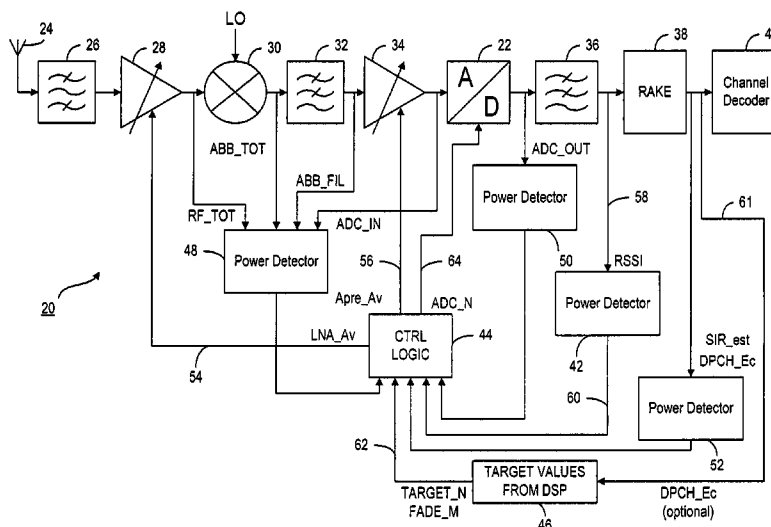 24
26
28
LO
30
32
34
22
36
38
4
A
D
RAKE
Channel
Decoder
ABB_TOT
ABB_FIL
RF_TOT
ADC_IN
ADC_OUT
58
61
48
Power Detector
56
64
Power Detector
50
RSSI
Power Detector
42
20
Apre_Av
ADC_N
LNA_Av
CTRL
LOGIC
44
54
SIR_est
DPCH_Ec
60
Power Detector
52
62
TARGET_N
FADE_M
TARGET VALUES
FROM DSP
46
DPCH_Ec
(optional)